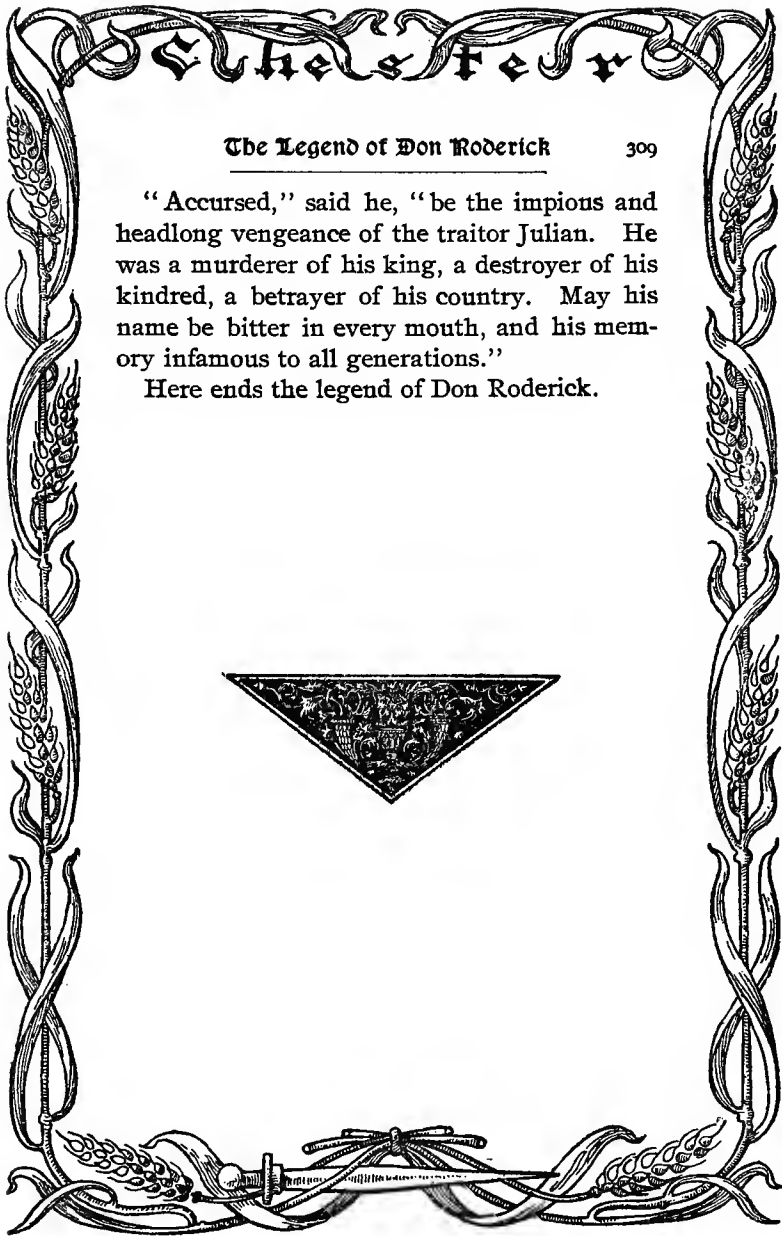 Chester
The Legend of Don Roderick 309
"Accursed," said he, "be the impious and
headlong vengeance of the traitor Julian. He
was a murderer of his king, a destroyer of his
kindred, a betrayer of his country. May his
name be bitter in every mouth, and his mem-
ory infamous to all generations."
Here ends the legend of Don Roderick.